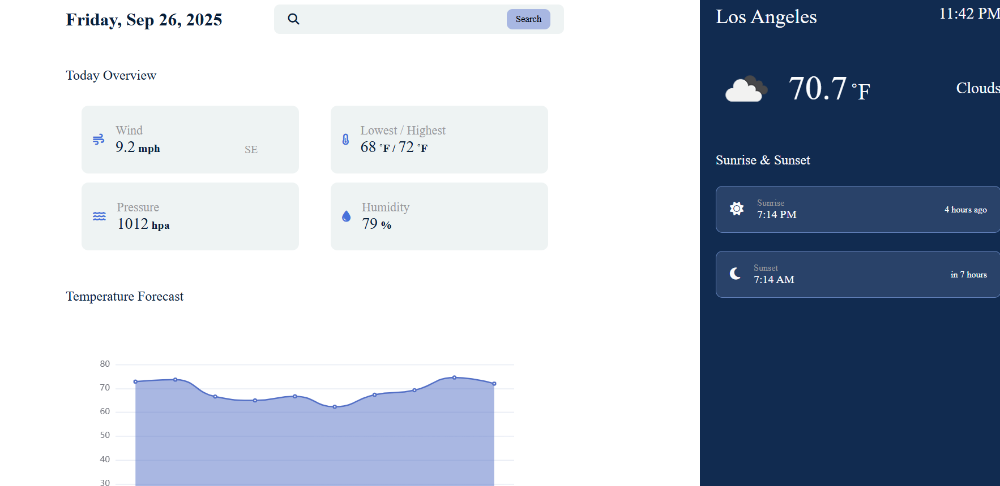 Friday, Sep 26, 2025
Search
Today Overview
Wind
9.2 mph
SE
Lowest / Highest
68 °F / 72 °F
Pressure
1012 hpa
Humidity
79 %
Temperature Forecast
80
70
60
50
40
30
Los Angeles
11:42 PM
70.7 °F
Clouds
Sunrise & Sunset
Sunrise
7:14 PM
4 hours ago
Sunset
7:14 AM
in 7 hours